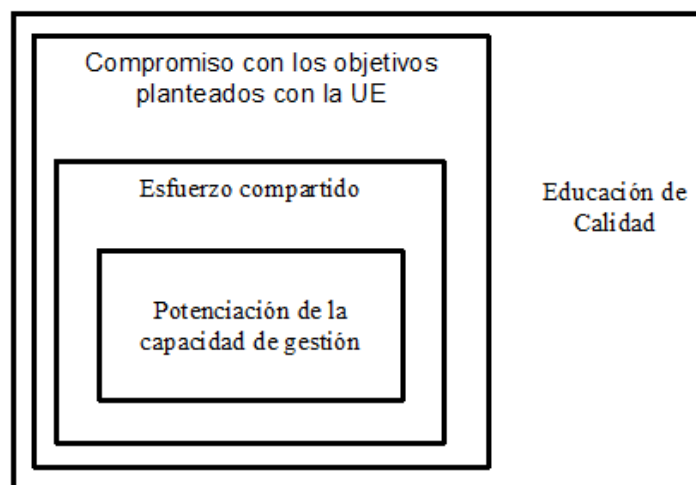 Compromiso con los objetivos
planteados con la UE
Esfuerzo compartido
Educación de
Calidad
Potenciación de la
capacidad de gestión